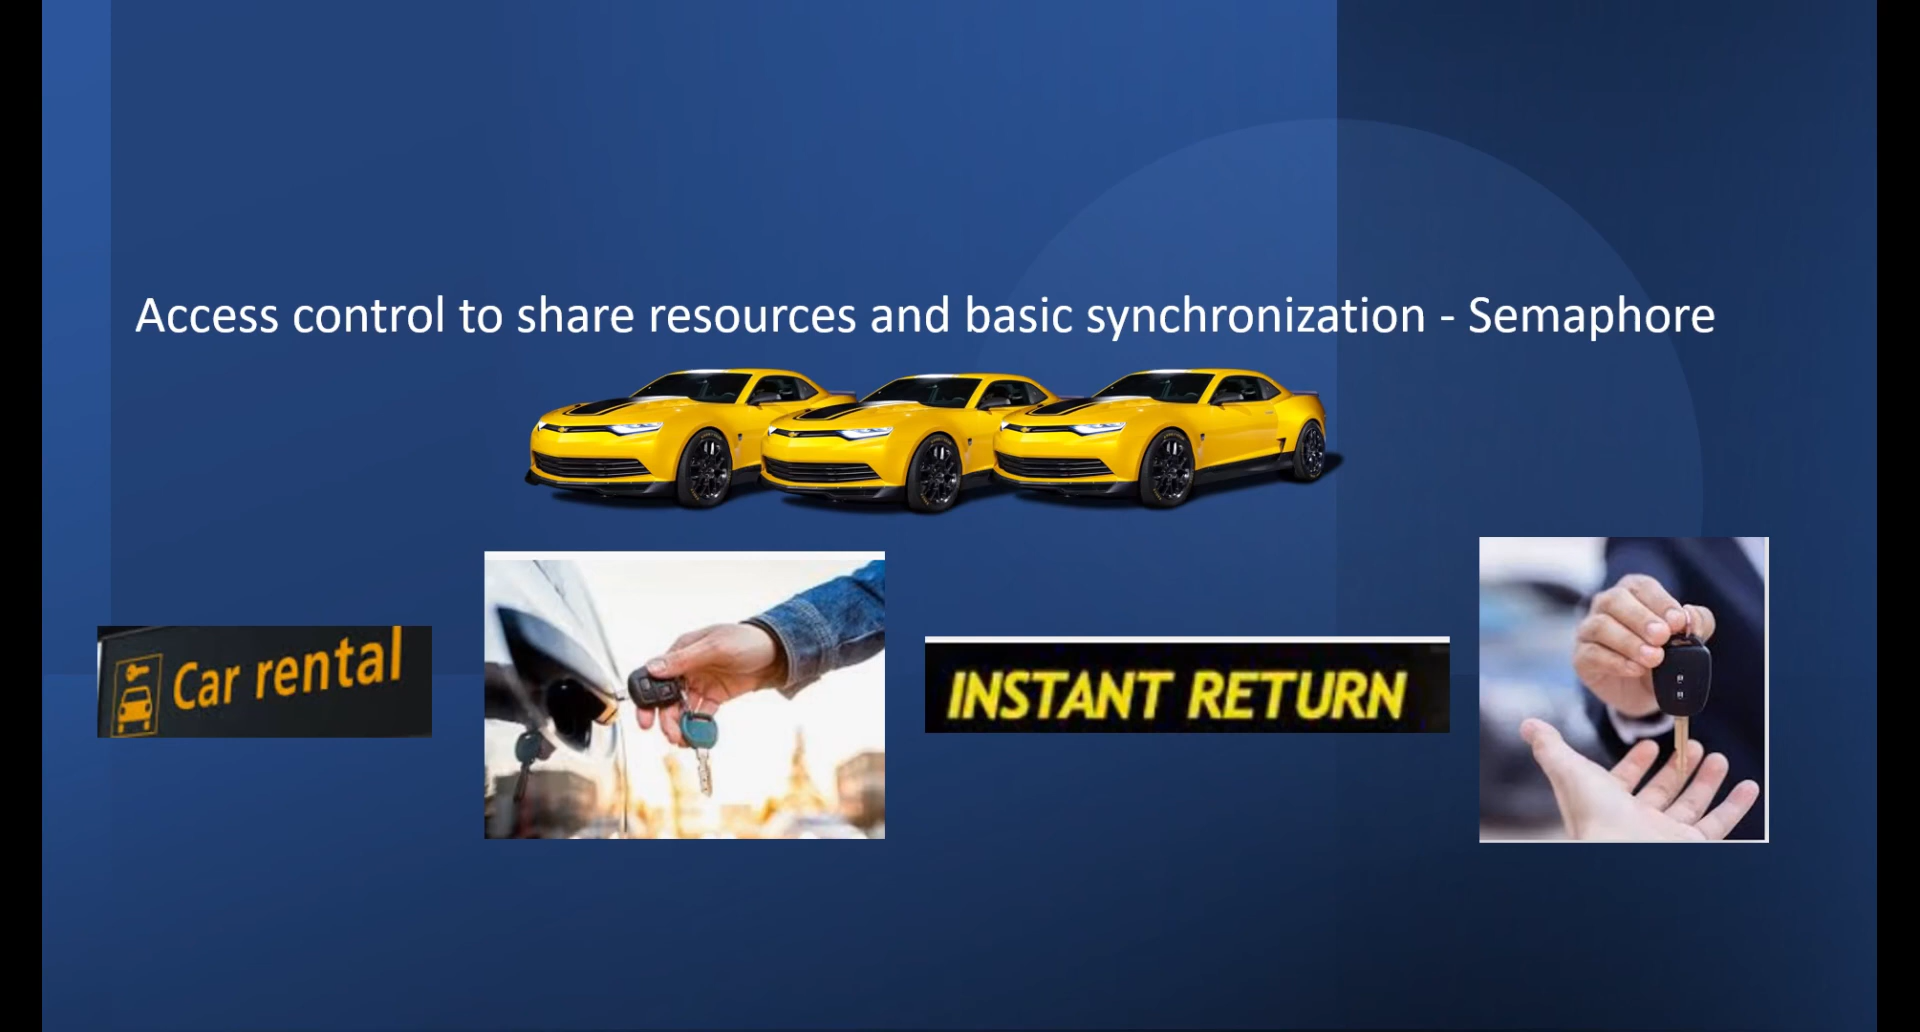 Access control to share resources and basic synchronization - Semaphore
Car rental
INSTANT RETURN